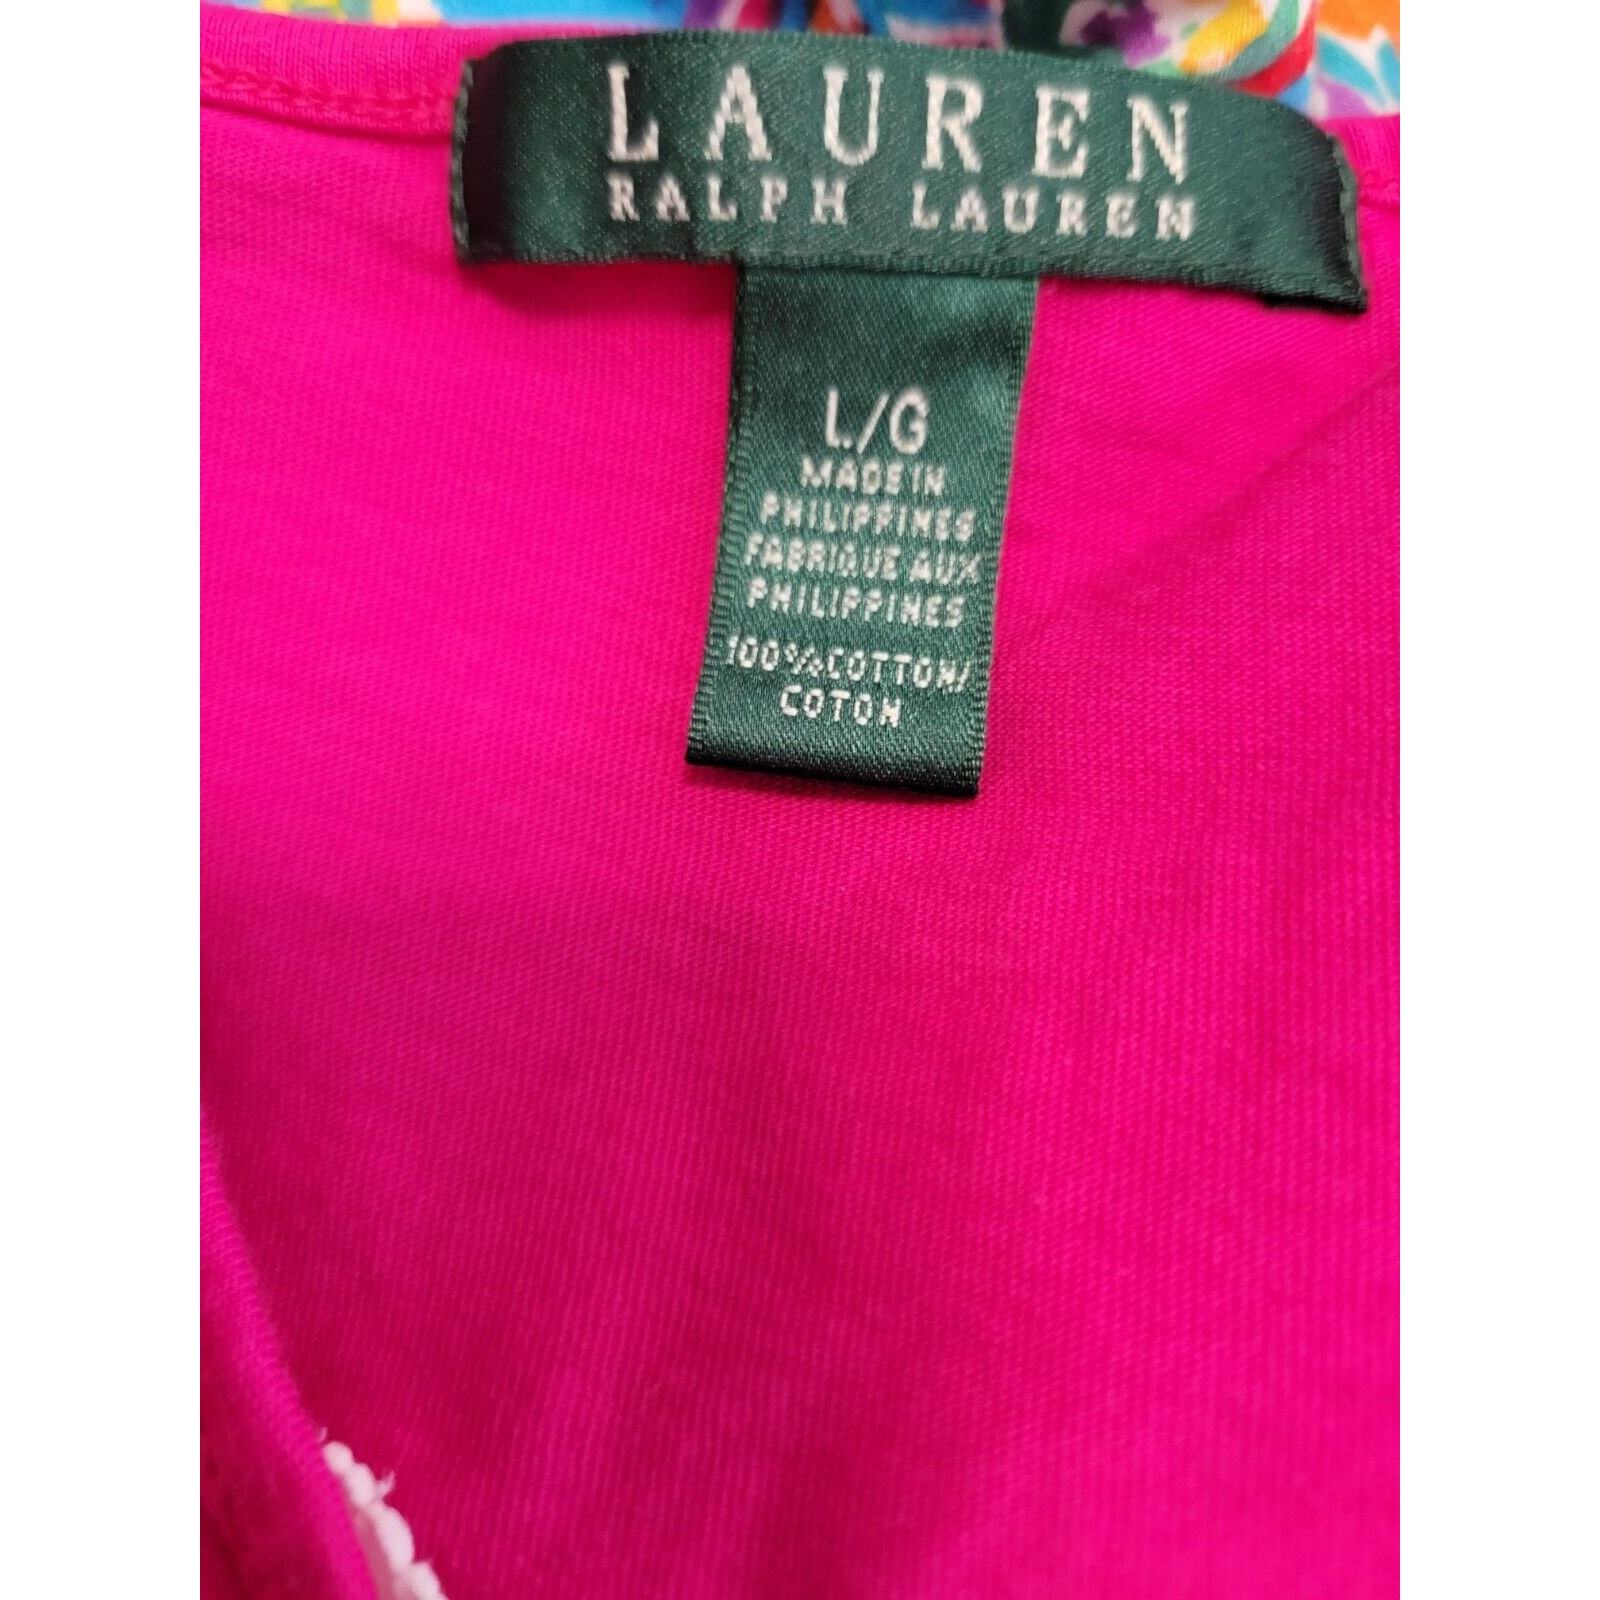 LAUREN
RALPH LAUREN
L/G
MADE IN
PHILIPPINES
FABRIQUE AUX
PHILIPPINES
100%COTTON/
COTON